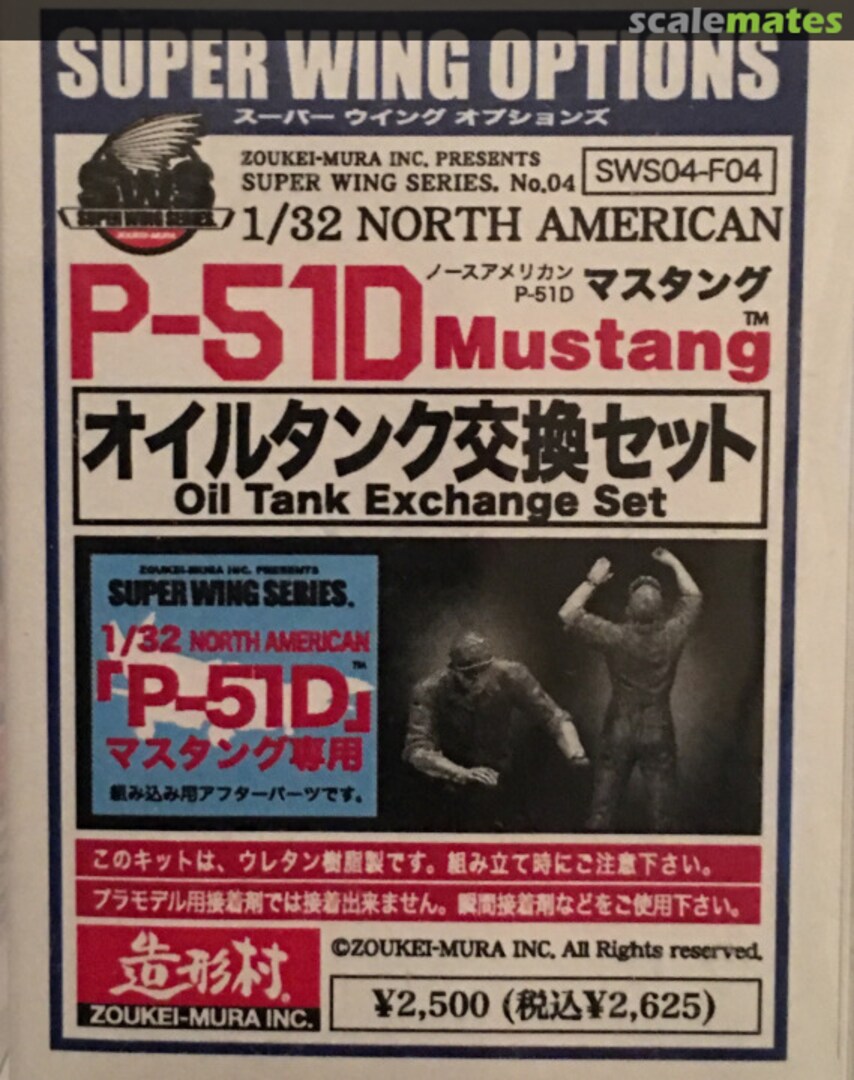 scalemates
SUPER WING OPTIONS
スーパー ウイング オプションズ
SWS
SUPER WING SERIES.
ZOUKEI-MURA
ZOUKEI-MURA INC. PRESENTS
SUPER WING SERIES. No.04
SWS04-F04
1/32 NORTH AMERICAN
P-51D Mustang™
ノースアメリカン
P-51D マスタング
オイルタンク交換セット
Oil Tank Exchange Set
ZOUKEI-MURA INC. PRESENTS
SUPER WING SERIES.
1/32 NORTH AMERICAN
「P-51D」™
マスタング専用
組み込み用アフターパーツです。
このキットは、ウレタン樹脂製です。組み立て時にご注意下さい。
プラモデル用接着剤では接着出来ません。瞬間接着剤などをご使用下さい。
造形村®
ZOUKEI-MURA INC.
©ZOUKEI-MURA INC. All Rights reserved.
¥2,500 (税込¥2,625)